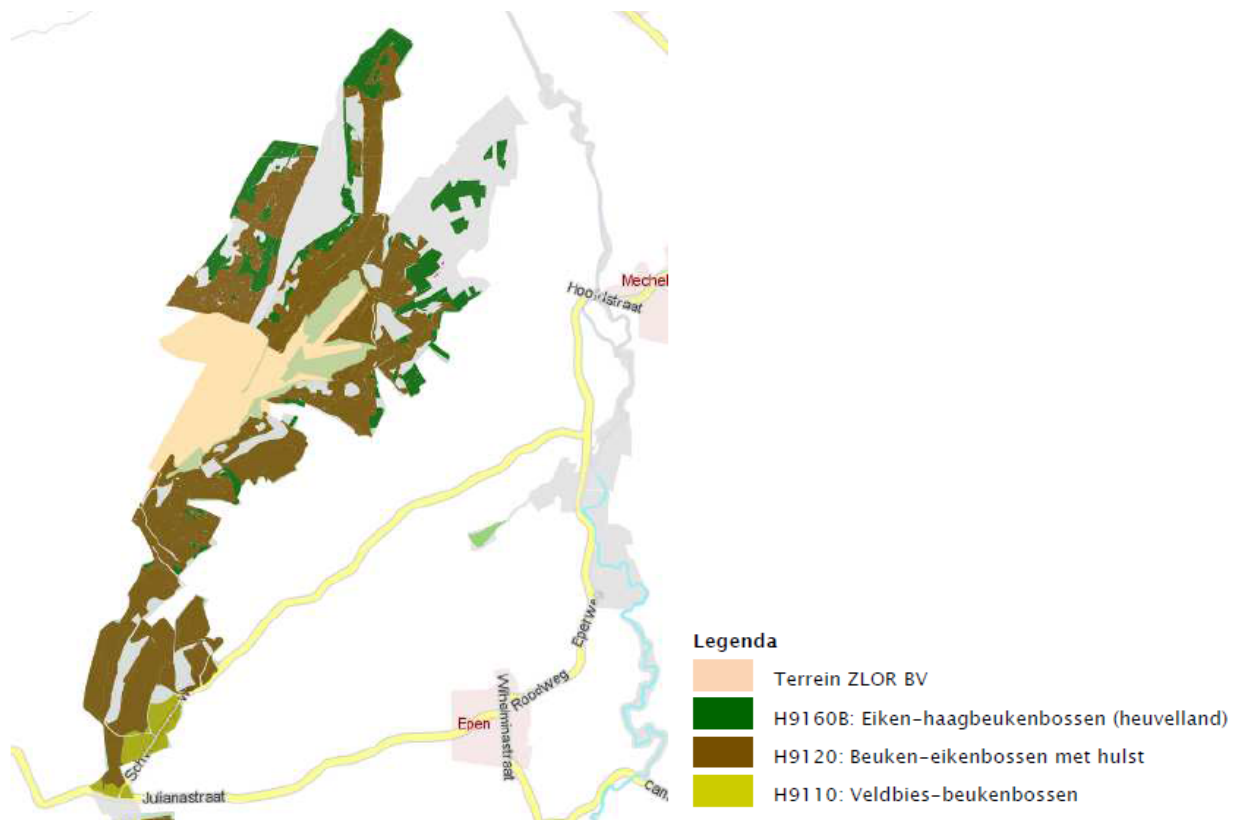 Mechel
Hoofdstraat
Eperwe
Roodweg
Epen
Wilhelminastraat
Julianastraat
Legenda
Terrein ZLOR BV
H9160B: Eiken-haagbeukenbossen (heuvelland)
H9120: Beuken-eikenbossen met hulst
H9110: Veldbies-beukenbossen